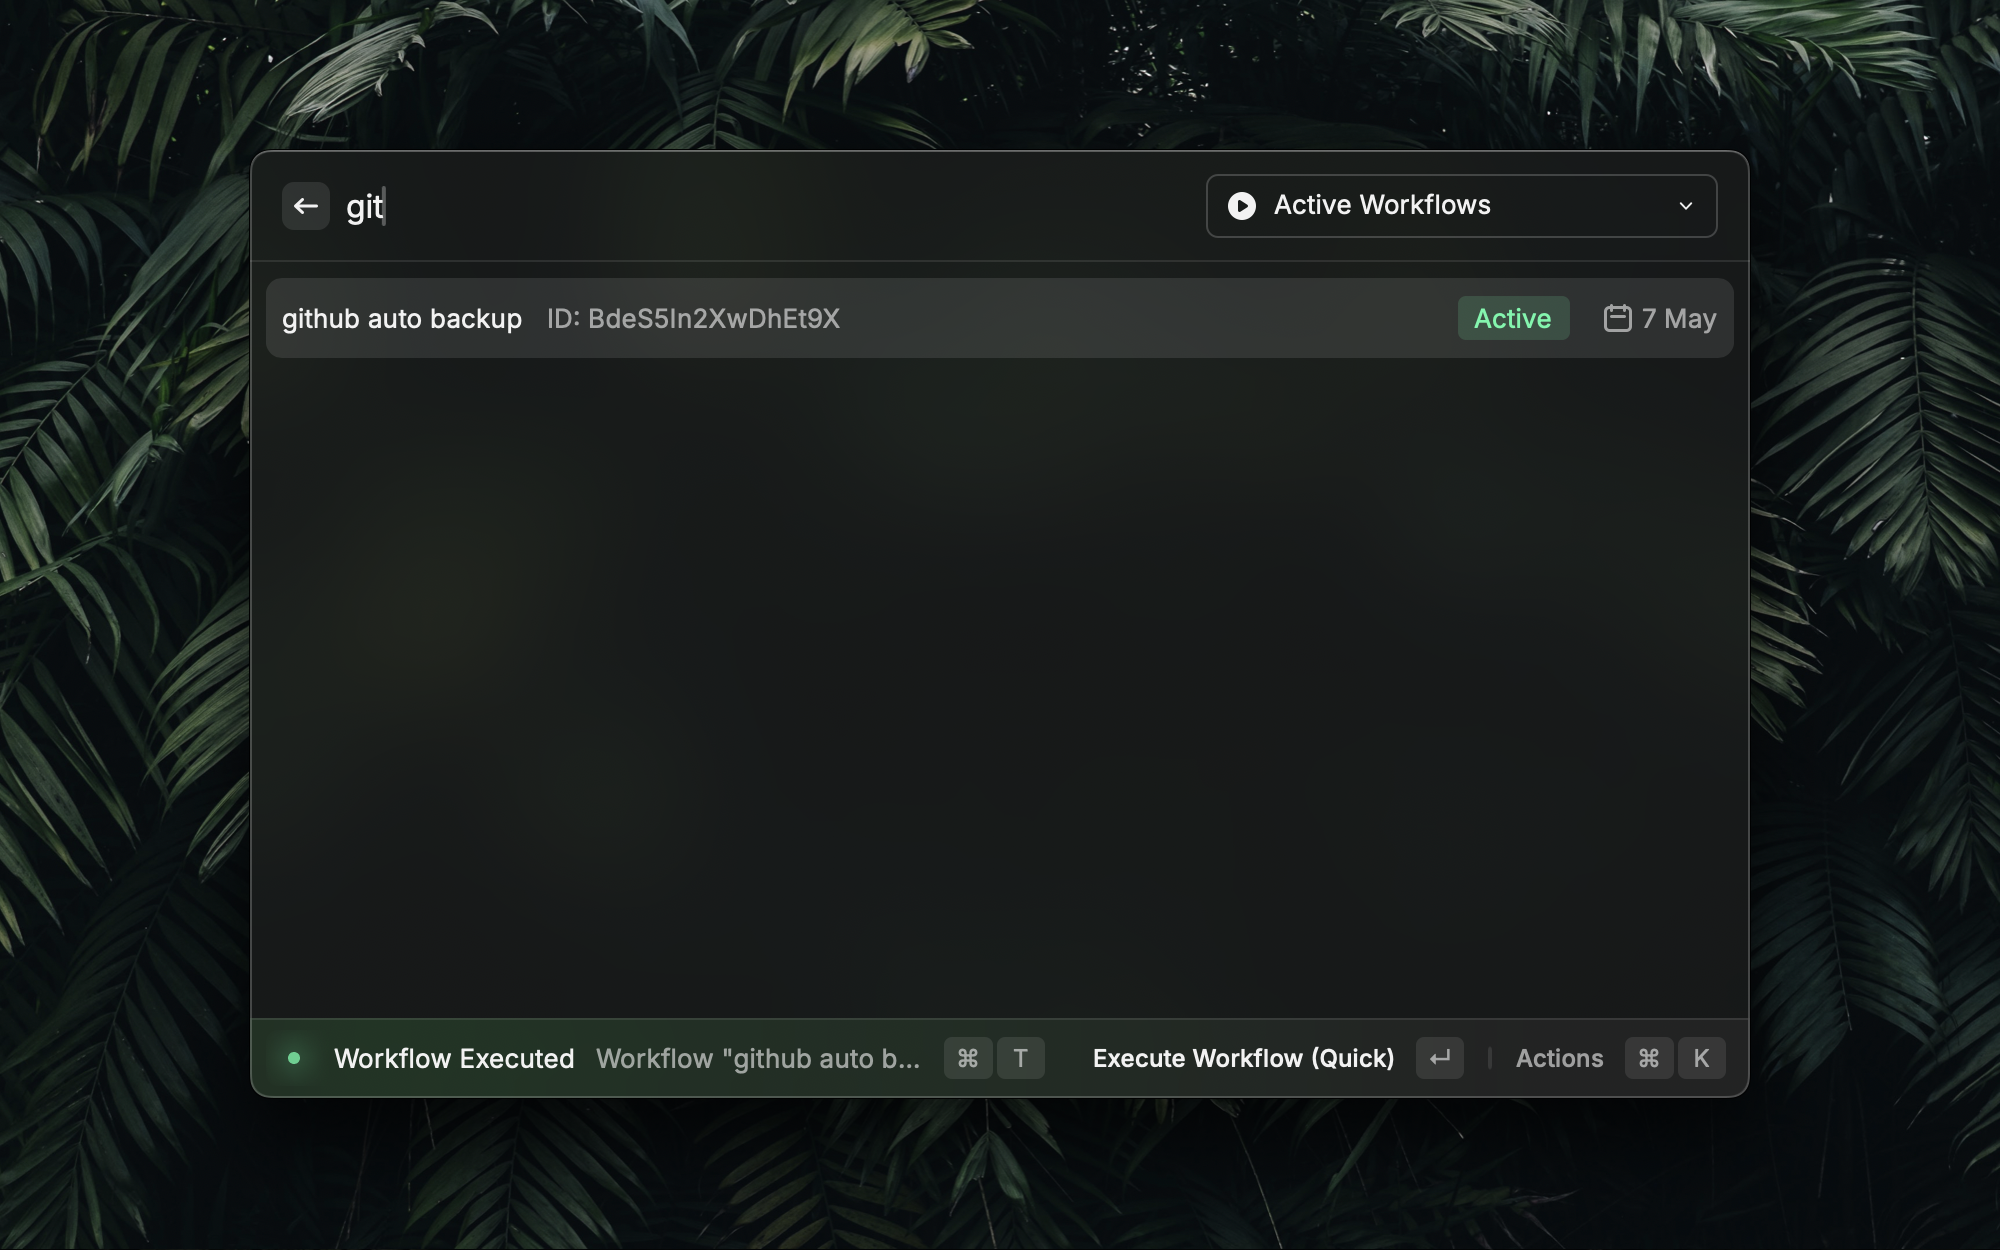 git
Active Workflows
github auto backup ID: BdeS5In2XwDhEt9X Active 7 May
Workflow Executed Workflow "github auto b... ⌘ T Execute Workflow (Quick) ↵ Actions ⌘ K